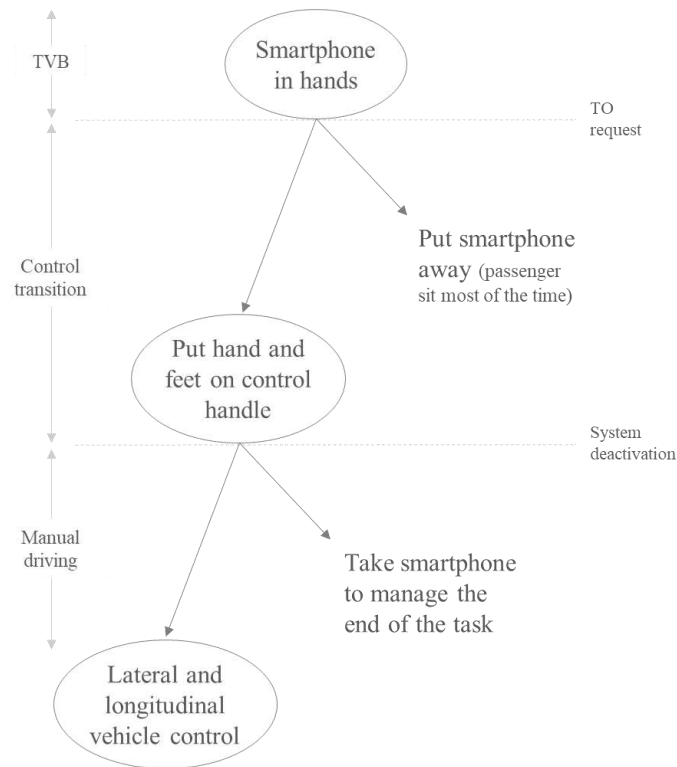 Smartphone
in hands
TVB
TO
request
Put smartphone
away (passenger
sit most of the time)
Control
transition
Put hand and
feet on control
handle
System
deactivation
Manual
driving
Take smartphone
to manage the
end of the task
Lateral and
longitudinal
vehicle control